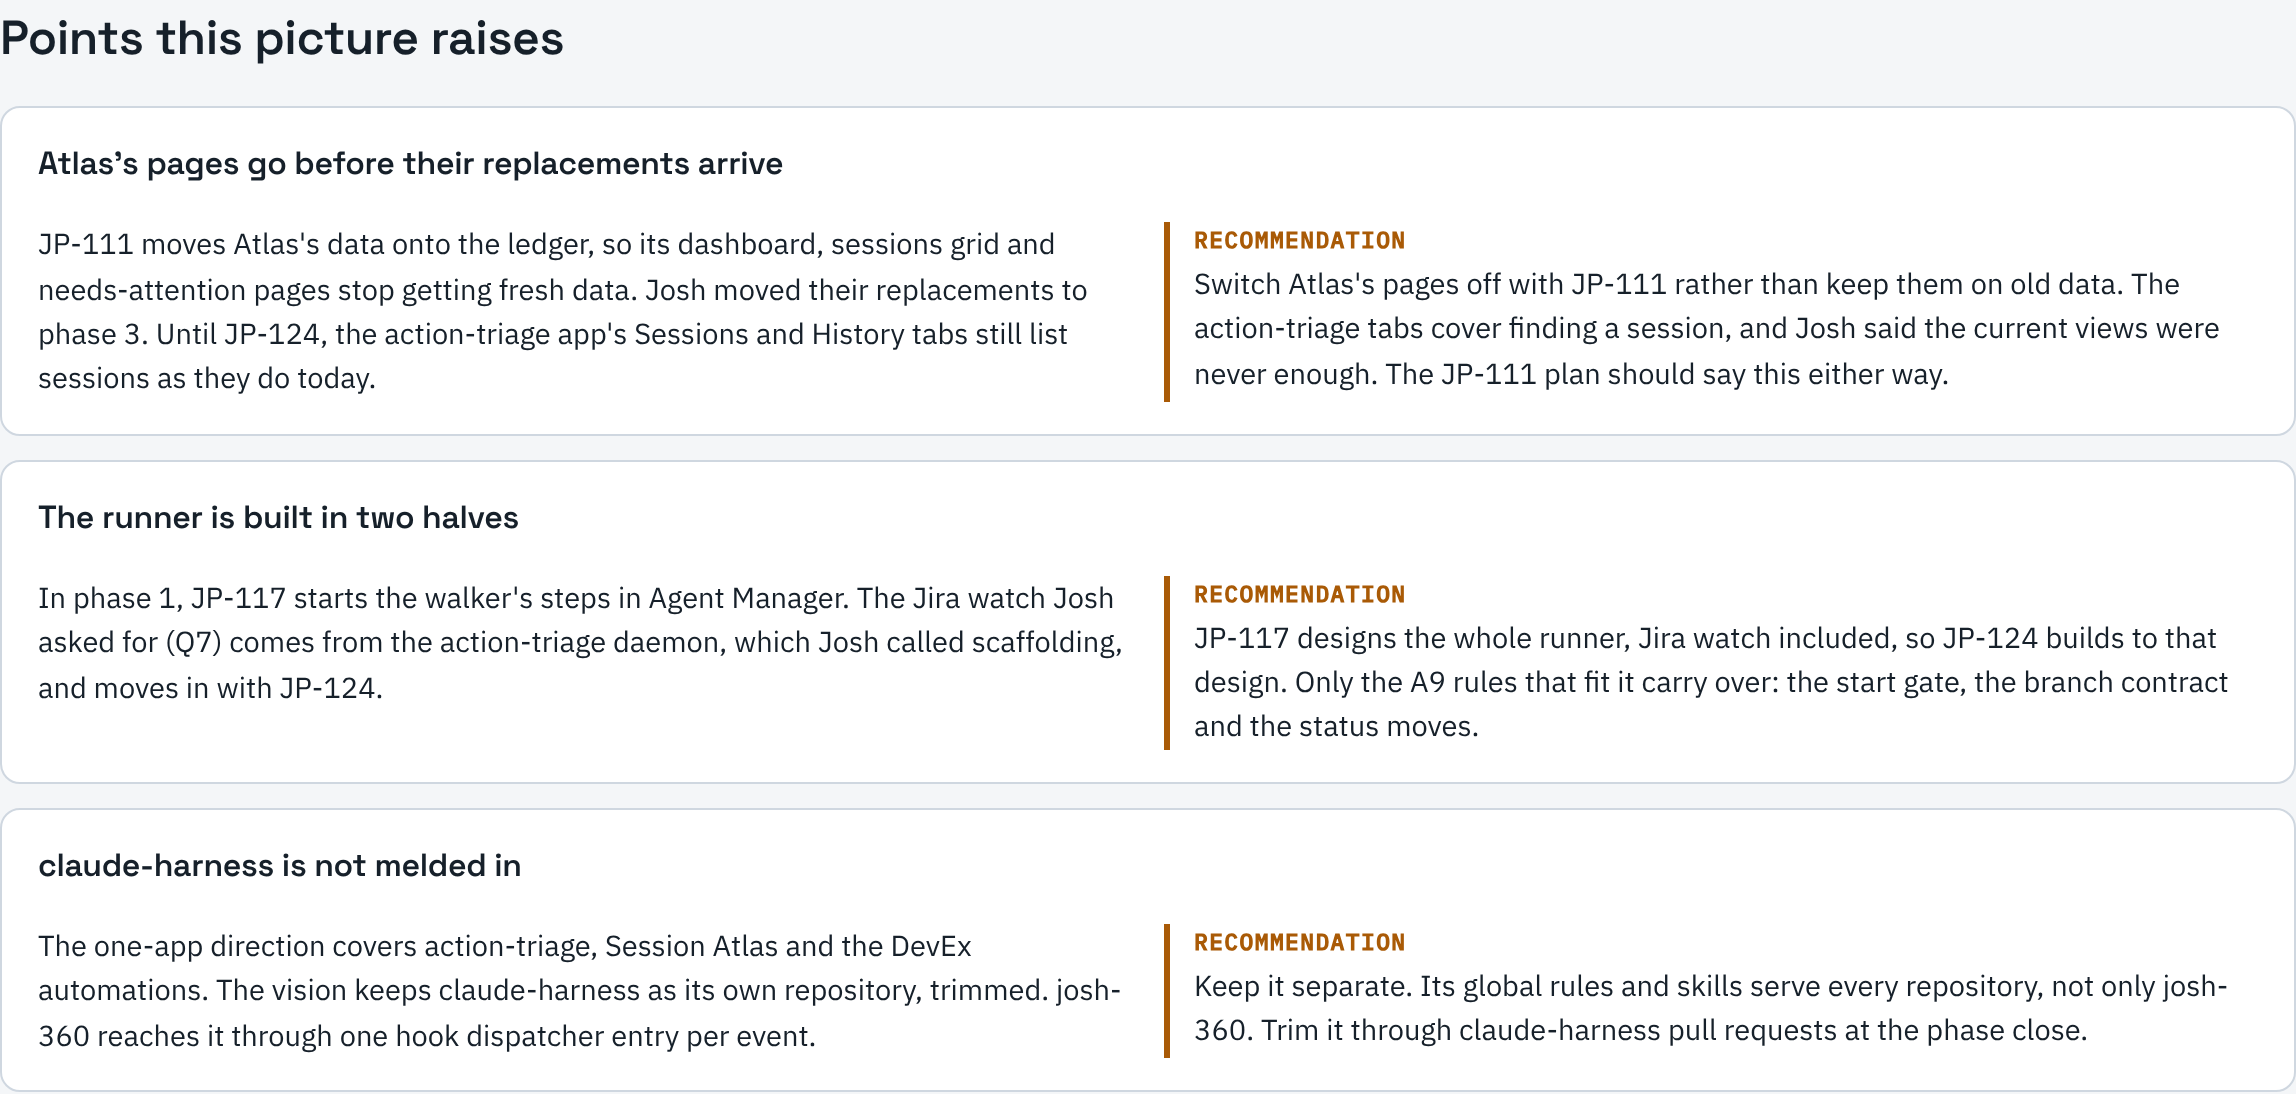 Points this picture raises
Atlas’s pages go before their replacements arrive
JP-111 moves Atlas's data onto the ledger, so its dashboard, sessions grid and
needs-attention pages stop getting fresh data. Josh moved their replacements to
phase 3. Until JP-124, the action-triage app's Sessions and History tabs still list
sessions as they do today.
RECOMMENDATION
Switch Atlas's pages off with JP-111 rather than keep them on old data. The
action-triage tabs cover finding a session, and Josh said the current views were
never enough. The JP-111 plan should say this either way.
The runner is built in two halves
In phase 1, JP-117 starts the walker's steps in Agent Manager. The Jira watch Josh
asked for (Q7) comes from the action-triage daemon, which Josh called scaffolding,
and moves in with JP-124.
RECOMMENDATION
JP-117 designs the whole runner, Jira watch included, so JP-124 builds to that
design. Only the A9 rules that fit it carry over: the start gate, the branch contract
and the status moves.
claude-harness is not melded in
The one-app direction covers action-triage, Session Atlas and the DevEx
automations. The vision keeps claude-harness as its own repository, trimmed. josh-
360 reaches it through one hook dispatcher entry per event.
RECOMMENDATION
Keep it separate. Its global rules and skills serve every repository, not only josh-
360. Trim it through claude-harness pull requests at the phase close.